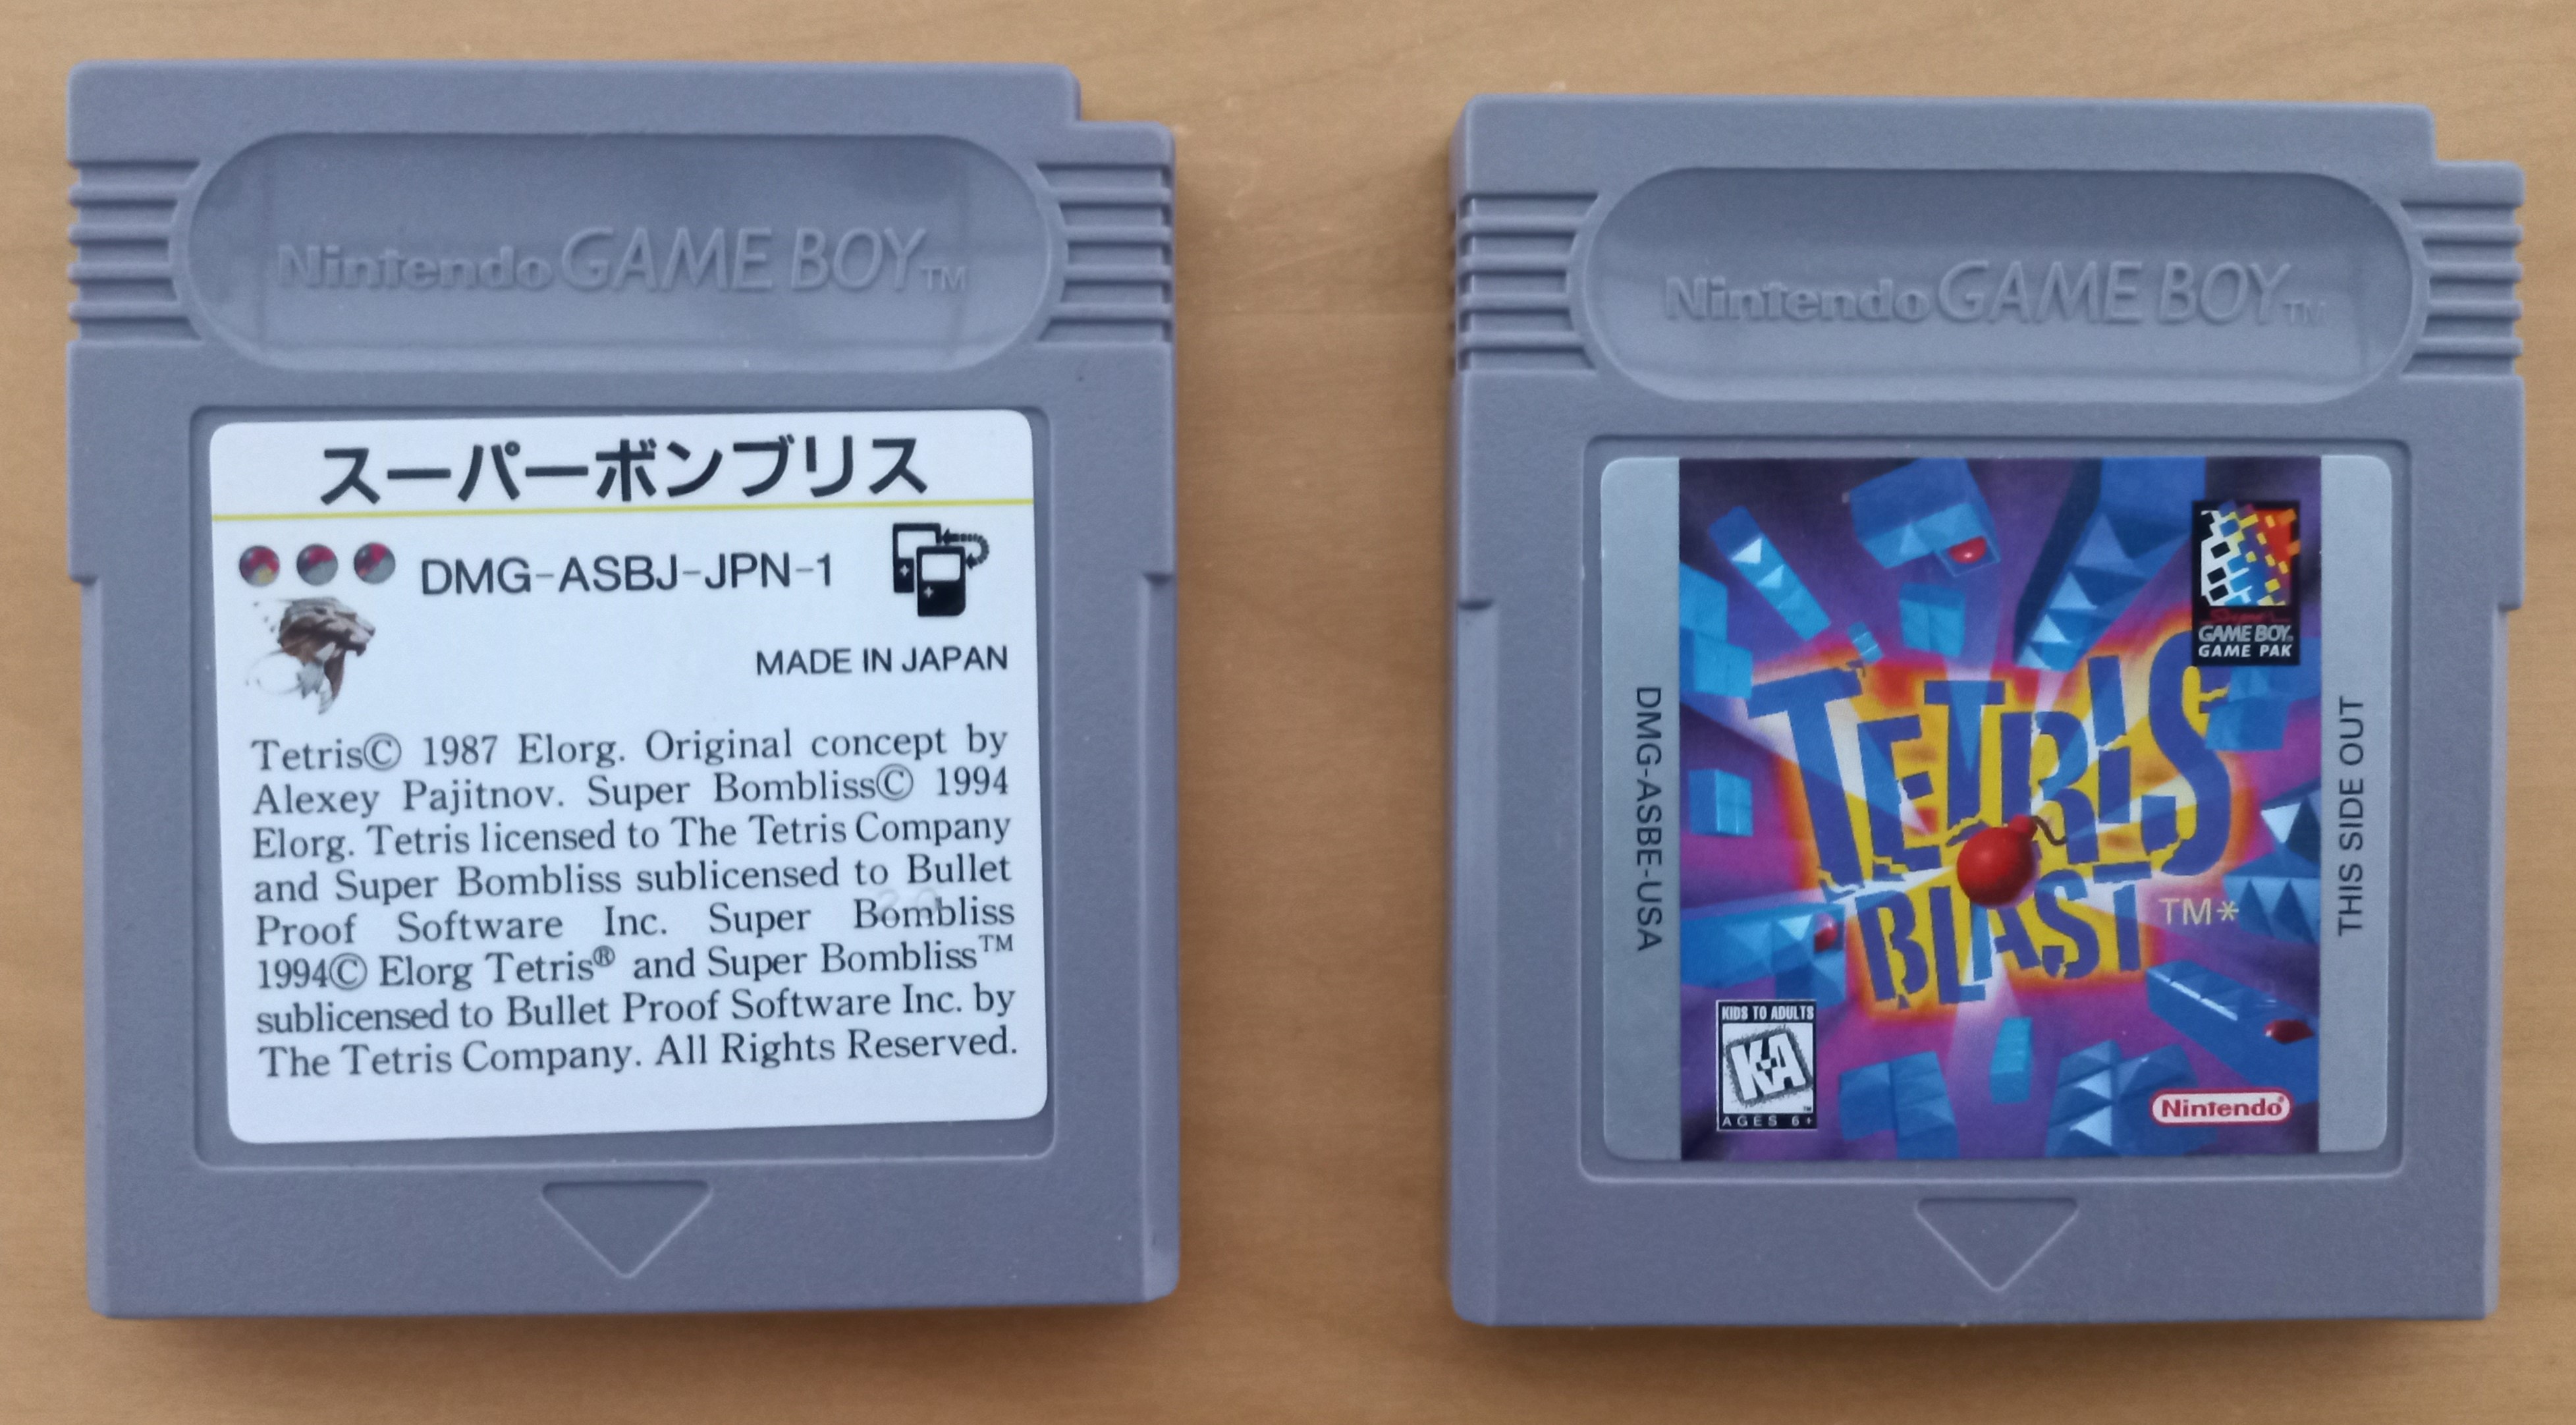 Nintendo GAME BOY TM
スーパーボンブリス
DMG-ASBJ-JPN-1
MADE IN JAPAN
Tetris© 1987 Elorg. Original concept by
Alexey Pajitnov. Super Bombliss© 1994
Elorg. Tetris licensed to The Tetris Company
and Super Bombliss sublicensed to Bullet
Proof Software Inc. Super Bombliss
1994© Elorg Tetris® and Super Bombliss™
sublicensed to Bullet Proof Software Inc. by
The Tetris Company. All Rights Reserved.
Nintendo GAME BOY TM
DMG-ASBE-USA
Super
GAME BOY®
GAME PAK
TETRIS
BLAST TM*
KIDS TO ADULTS
K-A
TM
AGES 6+
Nintendo®
THIS SIDE OUT